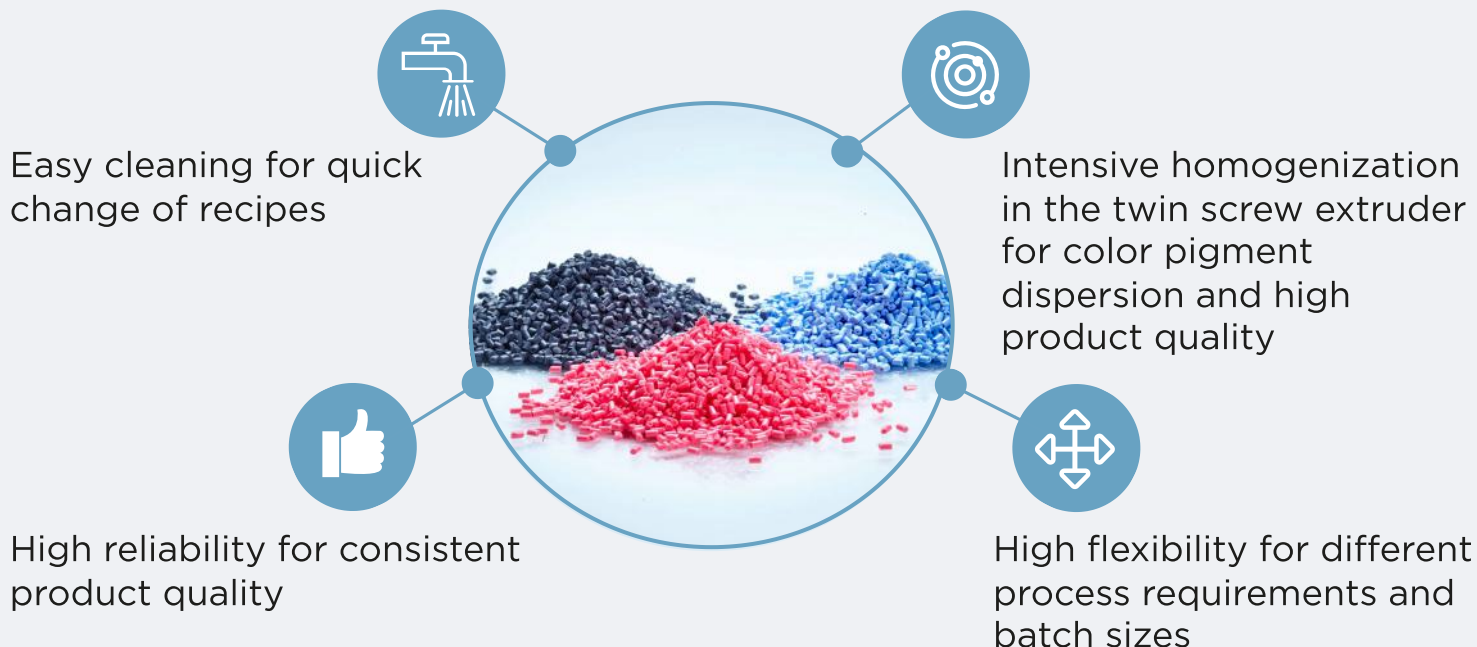 Easy cleaning for quick
change of recipes
Intensive homogenization
in the twin screw extruder
for color pigment
dispersion and high
product quality
High reliability for consistent
product quality
High flexibility for different
process requirements and
batch sizes